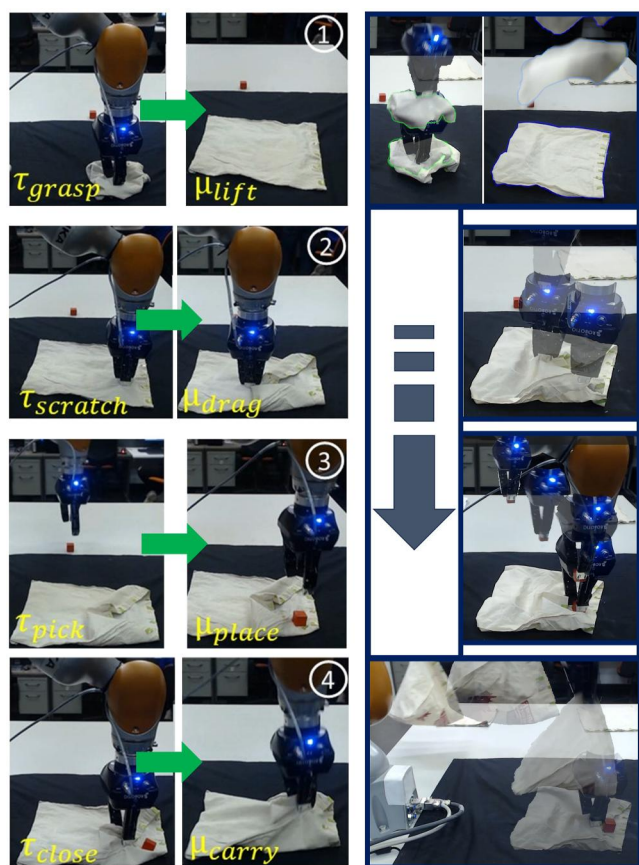 1
τgrasp
μlift
2
τscratch
μdrag
3
τpick
μplace
4
τclose
μcarry